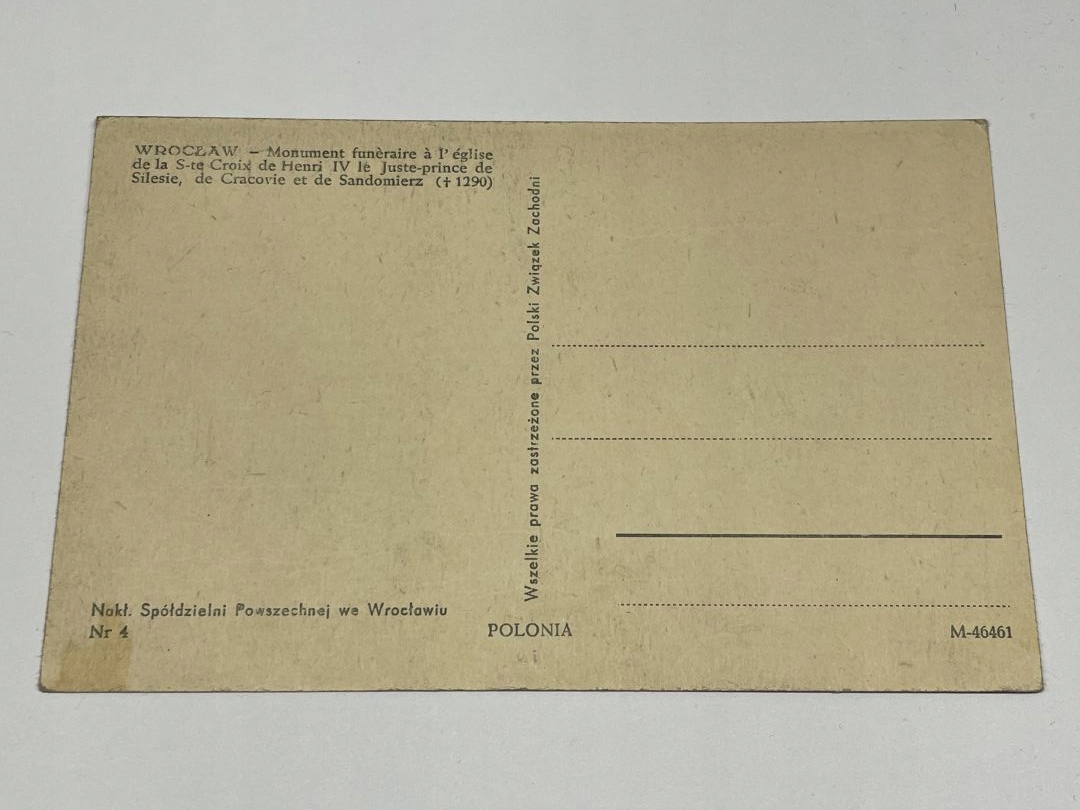 WROCŁAW — Monument funèraire à l'église
de la S-te Croix de Henri IV le Juste-prince de
Silesie, de Cracovie et de Sandomierz (✝ 1290)
Wszelkie prawa zastrzeżone przez Polski Związek Zachodni
Nakł. Spółdzielni Powszechnej we Wrocławiu
Nr 4
POLONIA
M-46461